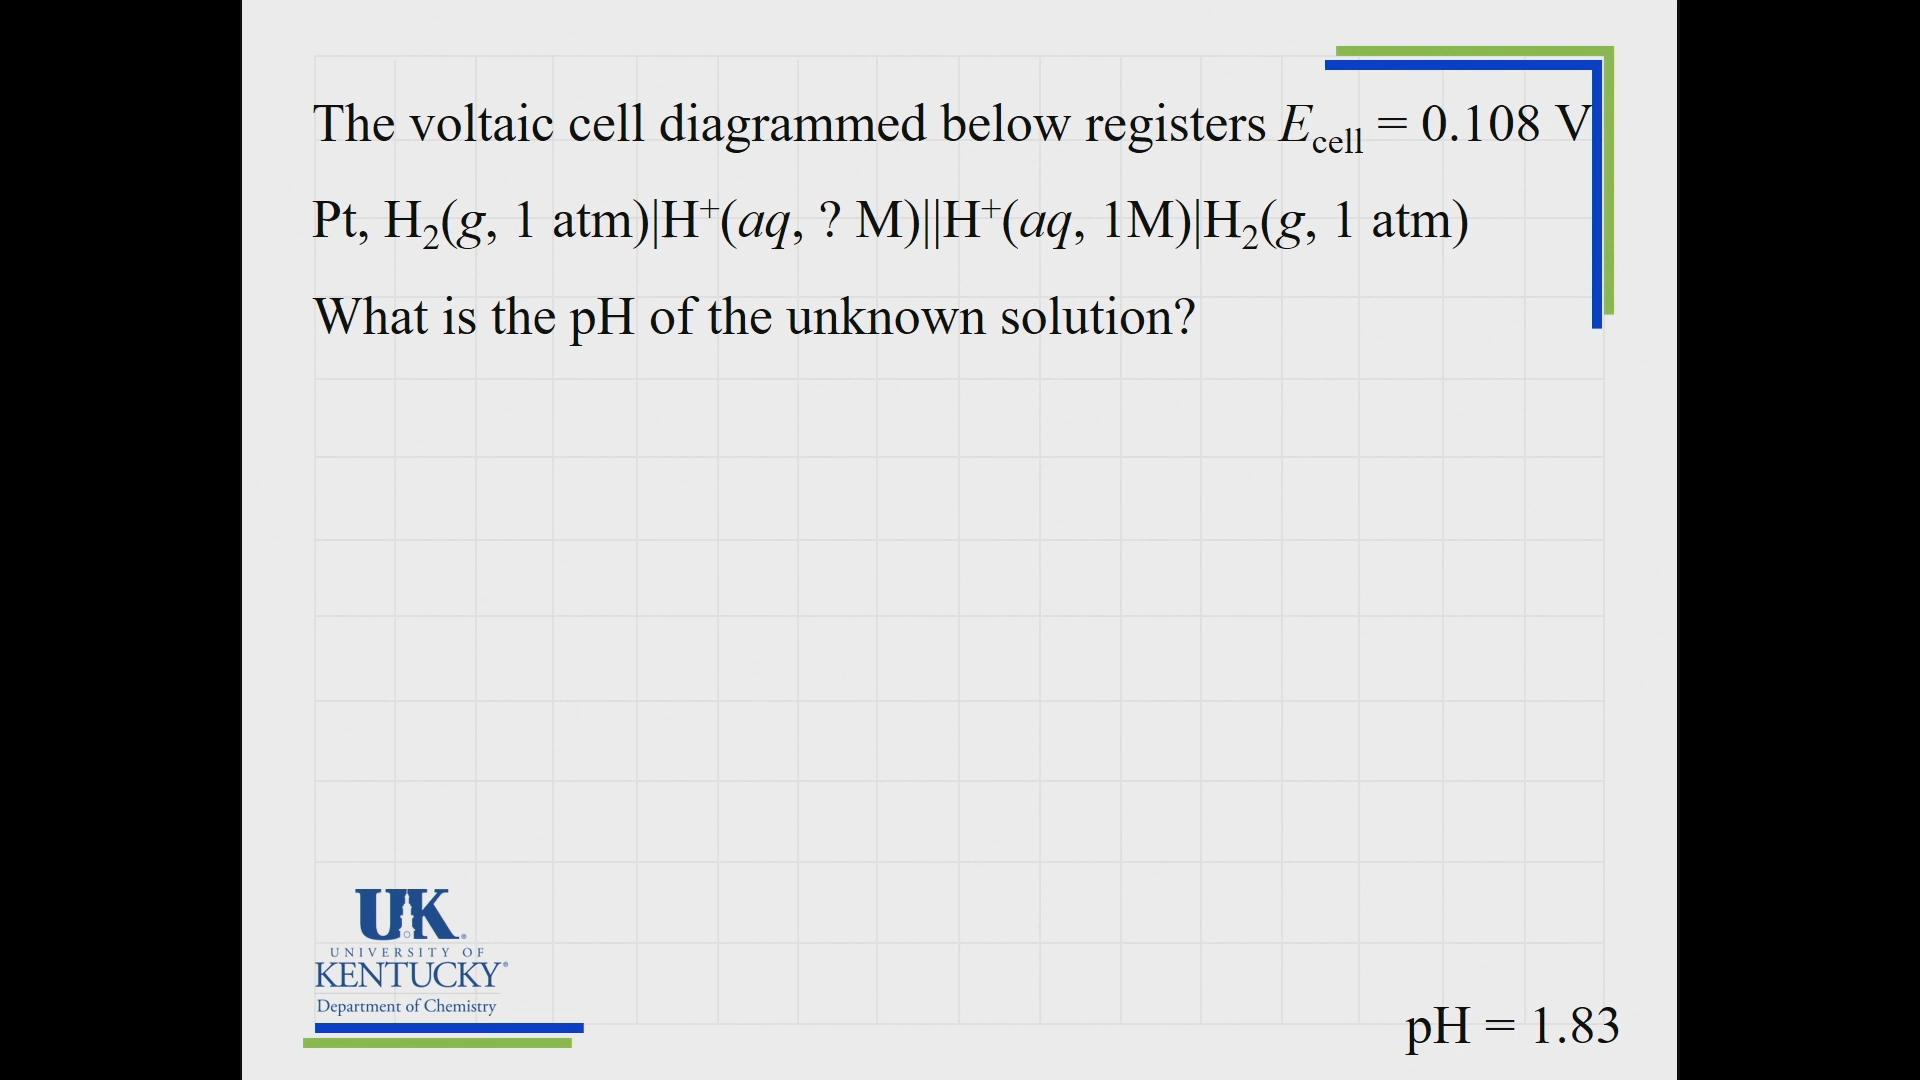 The voltaic cell diagrammed below registers E_cell = 0.108 V
Pt, H₂(g, 1 atm)|H⁺(aq, ? M)||H⁺(aq, 1M)|H₂(g, 1 atm)
What is the pH of the unknown solution?
UK®
UNIVERSITY OF
KENTUCKY®
Department of Chemistry
pH = 1.83